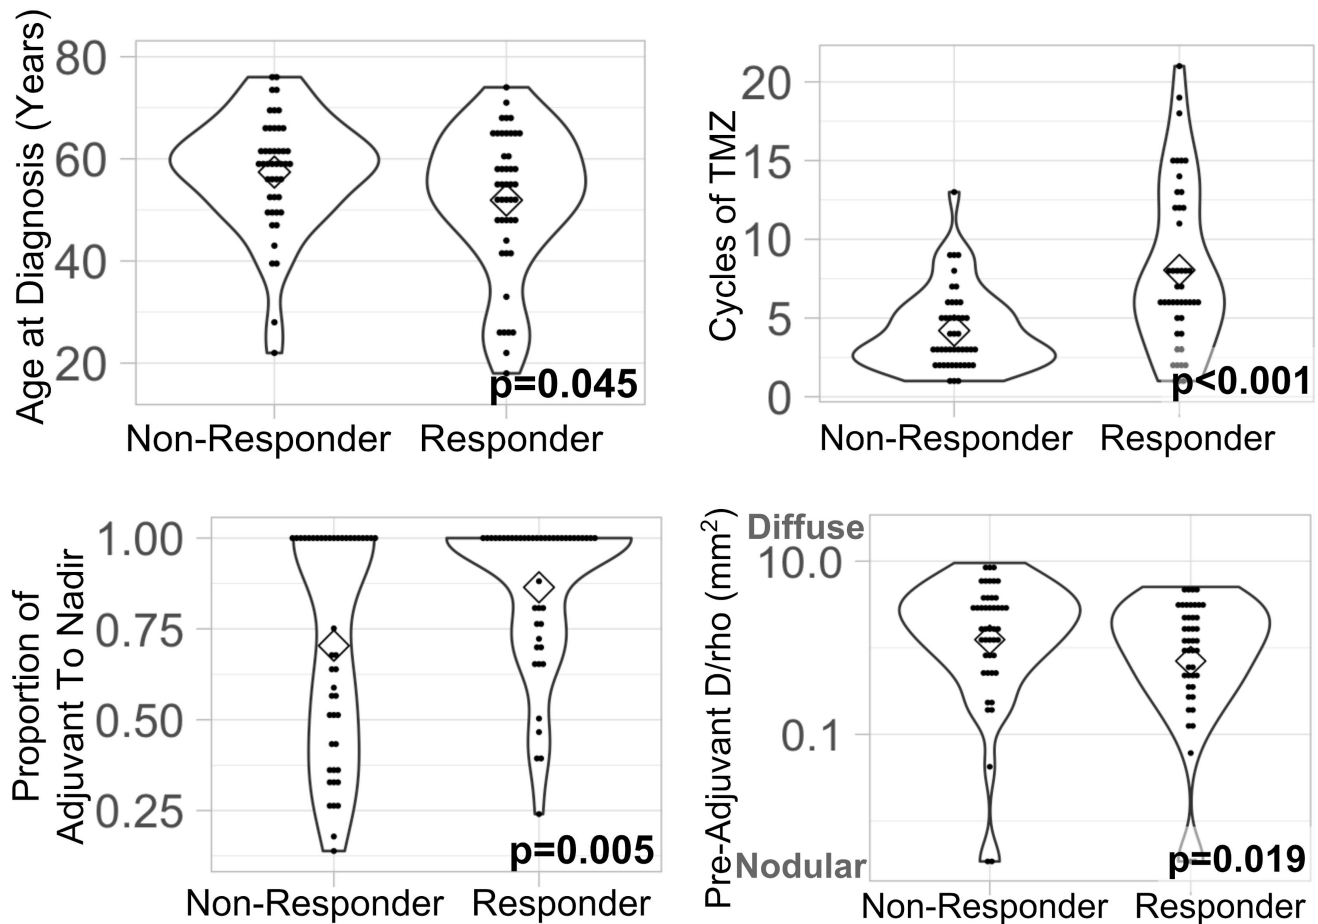 Age at Diagnosis (Years)
80
60
40
20
p=0.045
Non-Responder Responder
Cycles of TMZ
20
15
10
5
0
p<0.001
Non-Responder Responder
Proportion of
Adjuvant To Nadir
1.00
0.75
0.50
0.25
p=0.005
Non-Responder Responder
Pre-Adjuvant D/rho (mm²)
Diffuse
10.0
0.1
Nodular
p=0.019
Non-Responder Responder